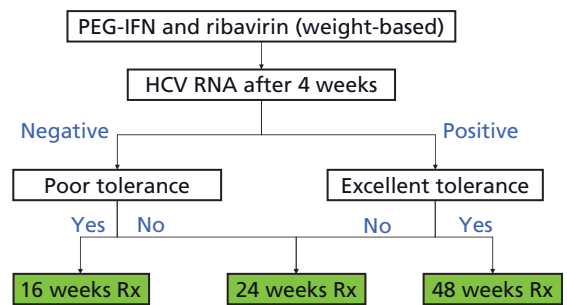 PEG-IFN and ribavirin (weight-based)
HCV RNA after 4 weeks
Negative
Positive
Poor tolerance
Excellent tolerance
Yes
No
No
Yes
16 weeks Rx
24 weeks Rx
48 weeks Rx